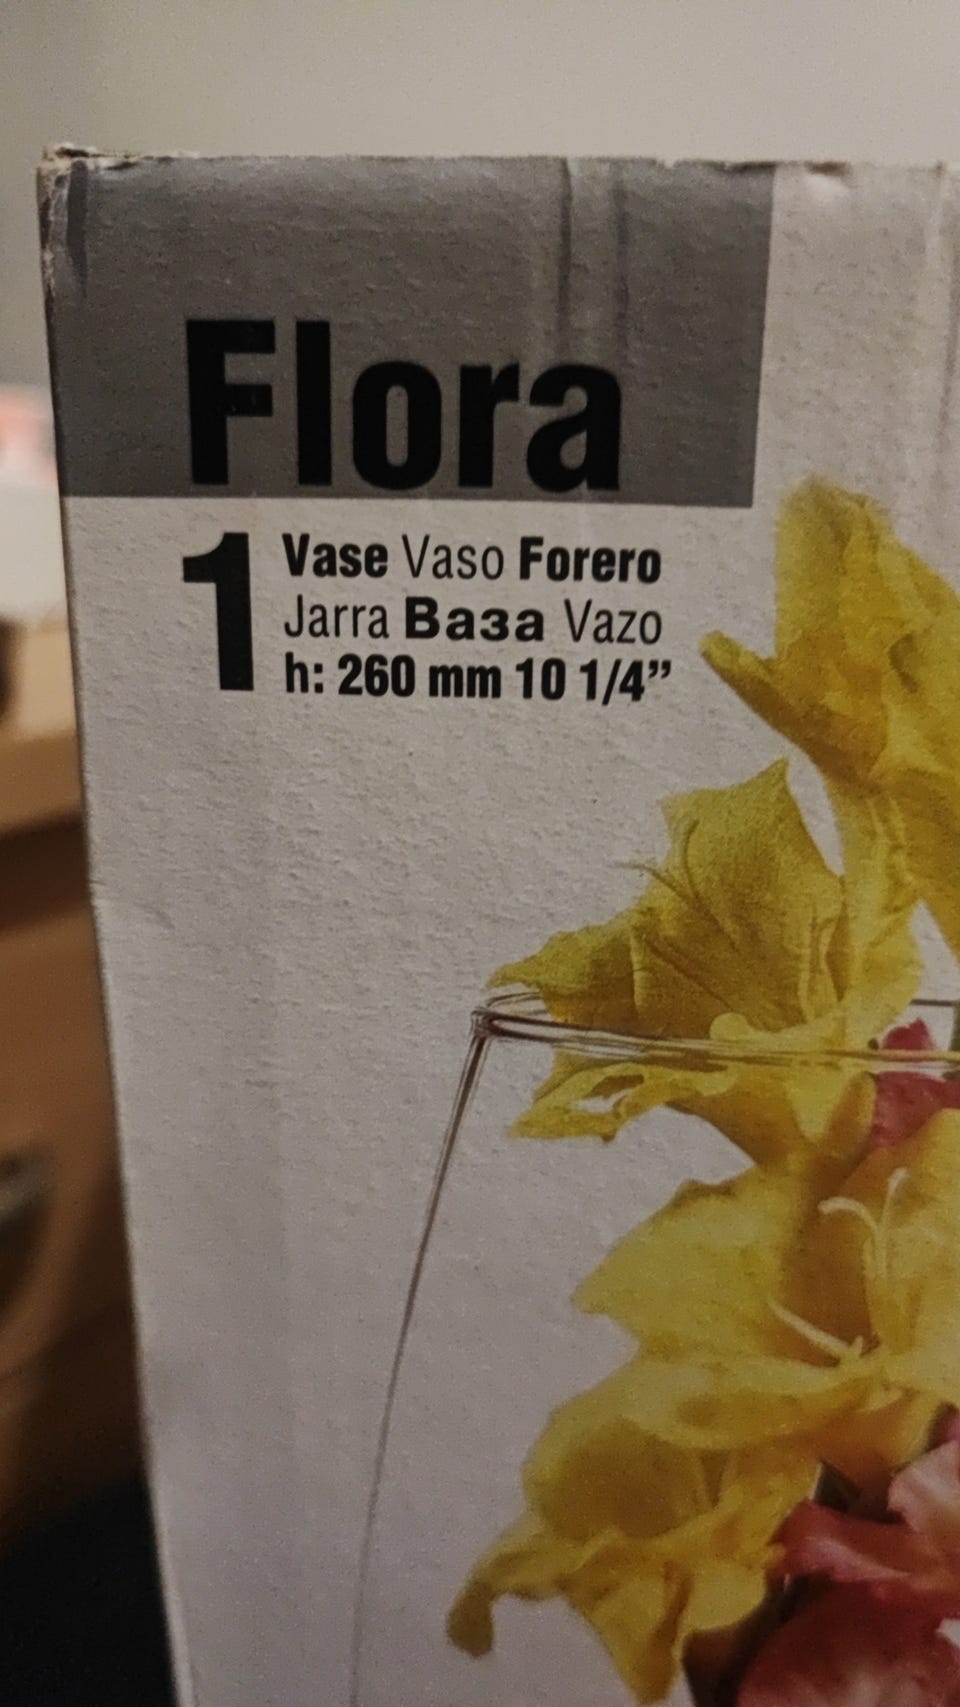 Flora
1
Vase Vaso Forero
Jarra Ваза Vazo
h: 260 mm 10 1/4”